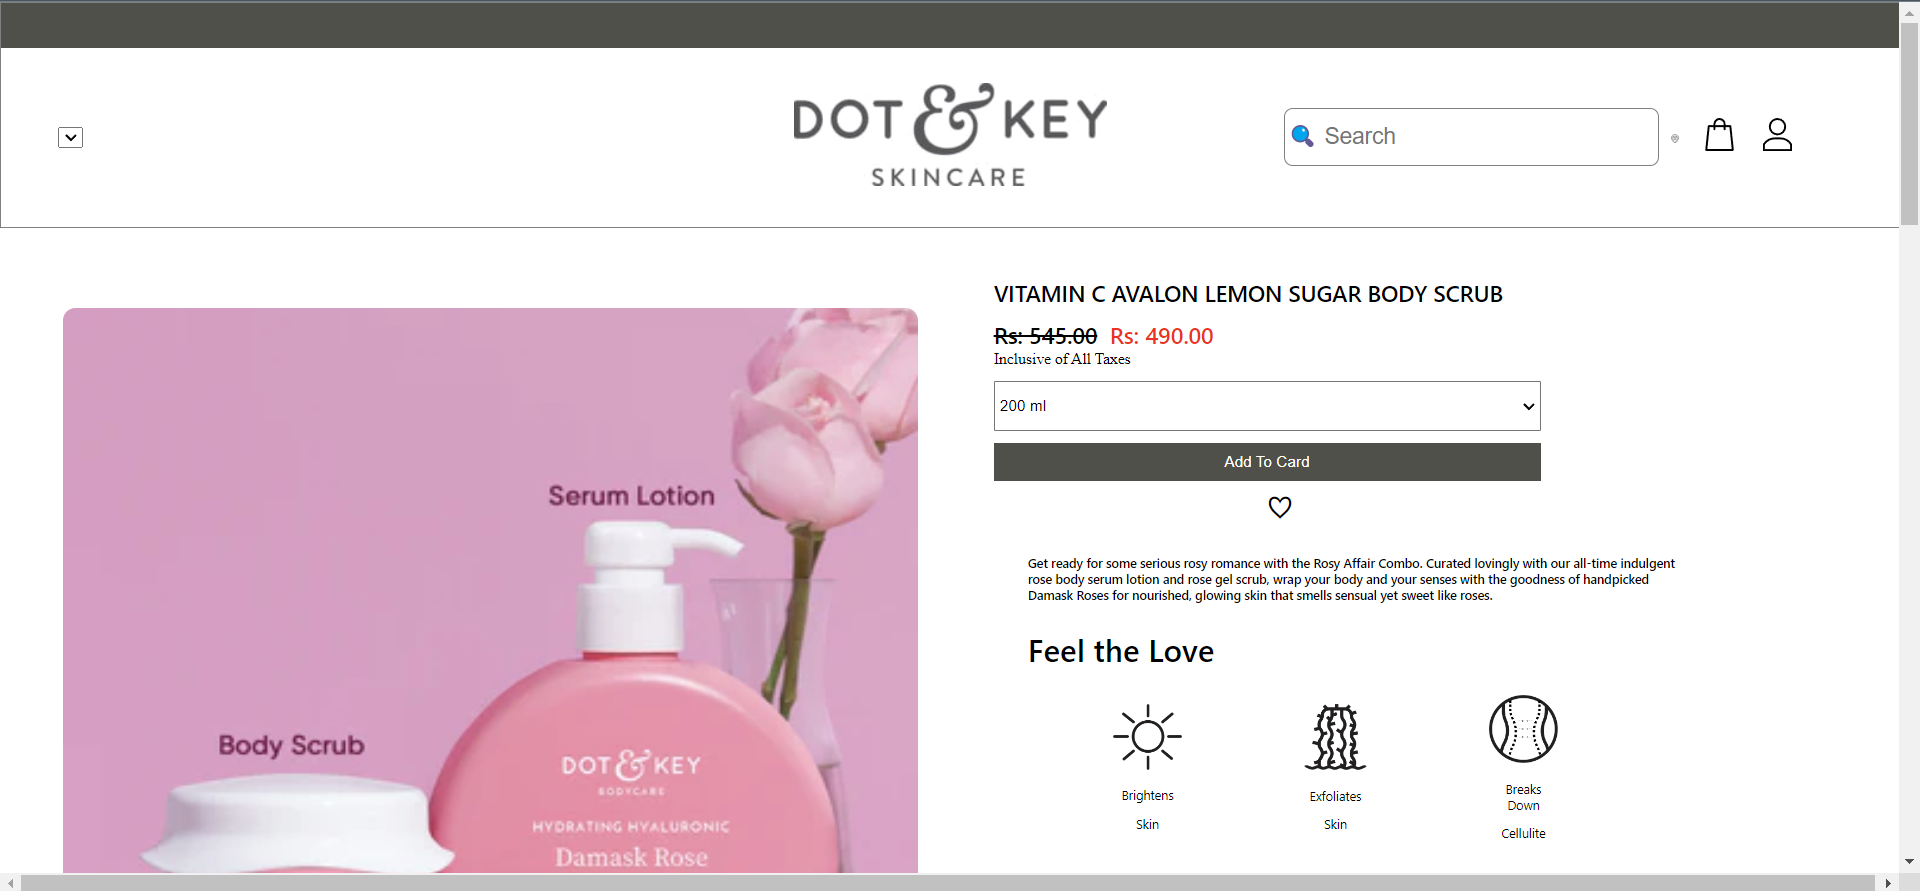 DOT & KEY
SKINCARE
Search
VITAMIN C AVALON LEMON SUGAR BODY SCRUB
Rs: 545.00 Rs: 490.00
Inclusive of All Taxes
200 ml
Add To Card
Get ready for some serious rosy romance with the Rosy Affair Combo. Curated lovingly with our all-time indulgent
rose body serum lotion and rose gel scrub, wrap your body and your senses with the goodness of handpicked
Damask Roses for nourished, glowing skin that smells sensual yet sweet like roses.
Feel the Love
Brightens
Skin
Exfoliates
Skin
Breaks
Down
Cellulite
Serum Lotion
Body Scrub
DOT & KEY
BODYCARE
HYDRATING HYALURONIC
Damask Rose